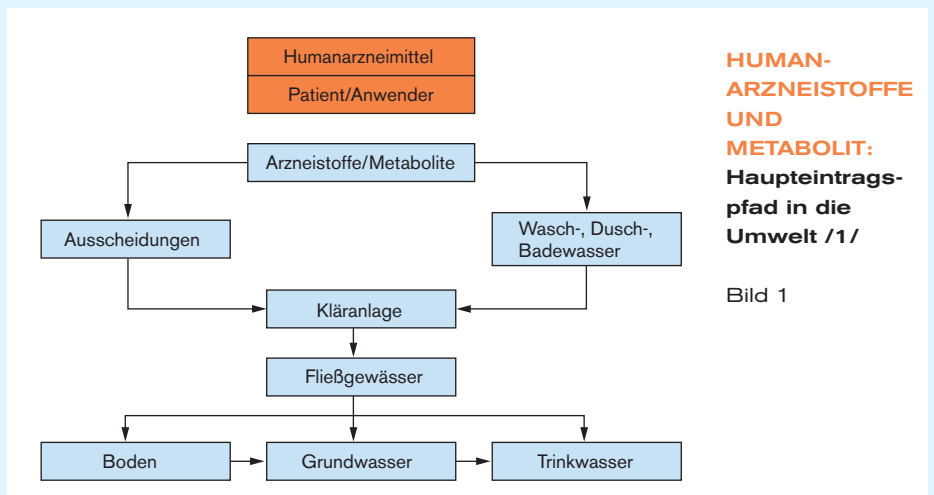 Humanarzneimittel
Patient/Anwender
Arzneistoffe/Metabolite
Ausscheidungen
Wasch-, Dusch-,
Badewasser
Kläranlage
Fließgewässer
Boden
Grundwasser
Trinkwasser
HUMAN-
ARZNEISTOFFE
UND
METABOLIT:
Haupteintrags-
pfad in die
Umwelt /1/
Bild 1